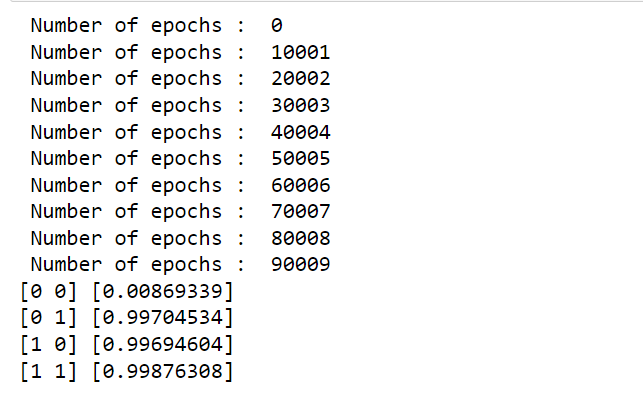 Number of epochs :  0
Number of epochs :  10001
Number of epochs :  20002
Number of epochs :  30003
Number of epochs :  40004
Number of epochs :  50005
Number of epochs :  60006
Number of epochs :  70007
Number of epochs :  80008
Number of epochs :  90009
[0 0] [0.00869339]
[0 1] [0.99704534]
[1 0] [0.99694604]
[1 1] [0.99876308]